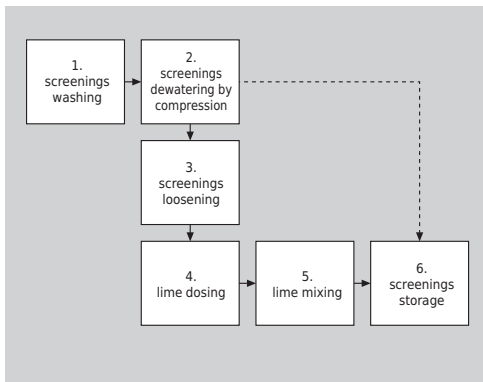 1.
screenings
washing
2.
screenings
dewatering by
compression
3.
screenings
loosening
4.
lime dosing
5.
lime mixing
6.
screenings
storage